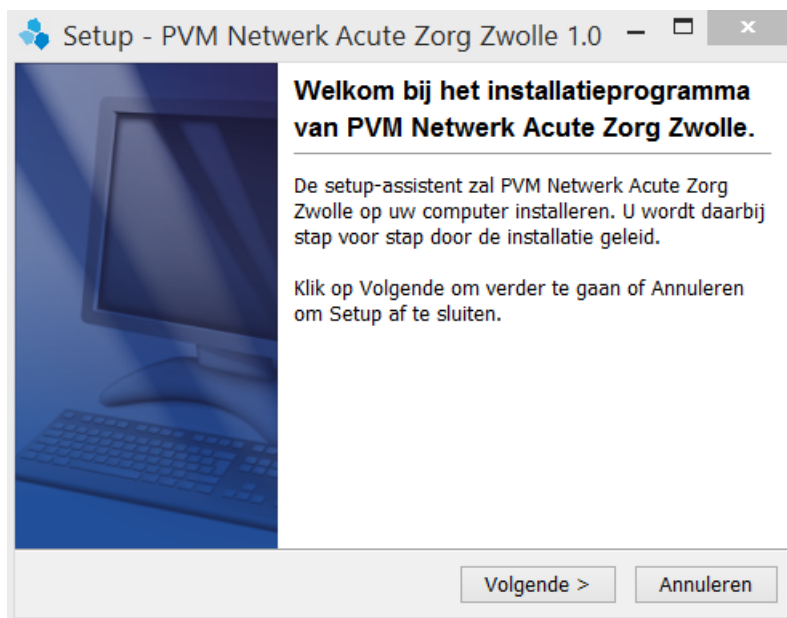 Setup - PVM Netwerk Acute Zorg Zwolle 1.0
Welkom bij het installatieprogramma
van PVM Netwerk Acute Zorg Zwolle.
De setup-assistent zal PVM Netwerk Acute Zorg
Zwolle op uw computer installeren. U wordt daarbij
stap voor stap door de installatie geleid.
Klik op Volgende om verder te gaan of Annuleren
om Setup af te sluiten.
Volgende >
Annuleren